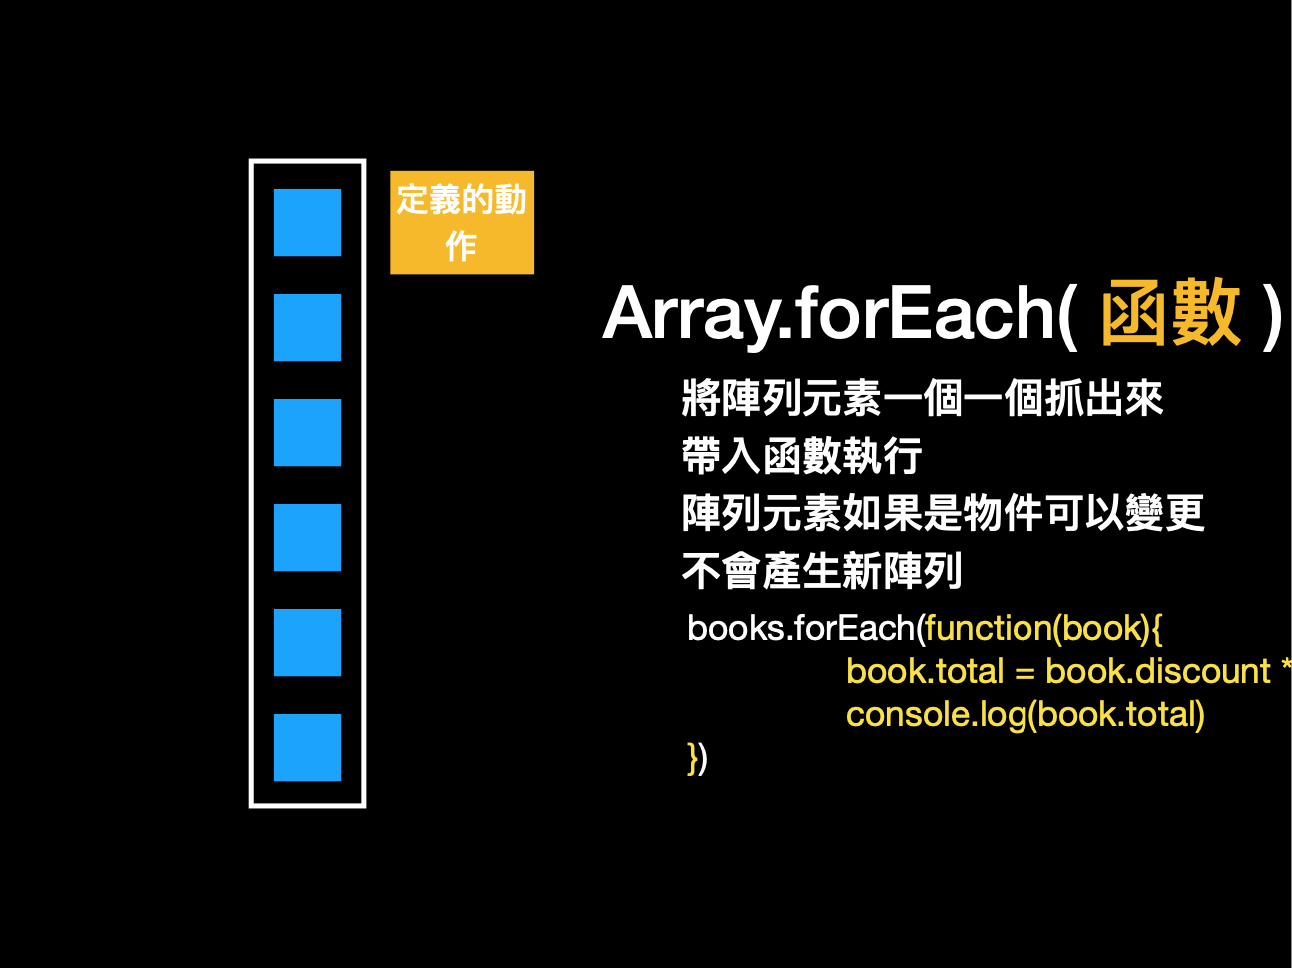 定義的動
作
Array.forEach( 函數 )
將陣列元素一個一個抓出來
帶入函數執行
陣列元素如果是物件可以變更
不會產生新陣列
books.forEach(function(book){
book.total = book.discount *
console.log(book.total)
})